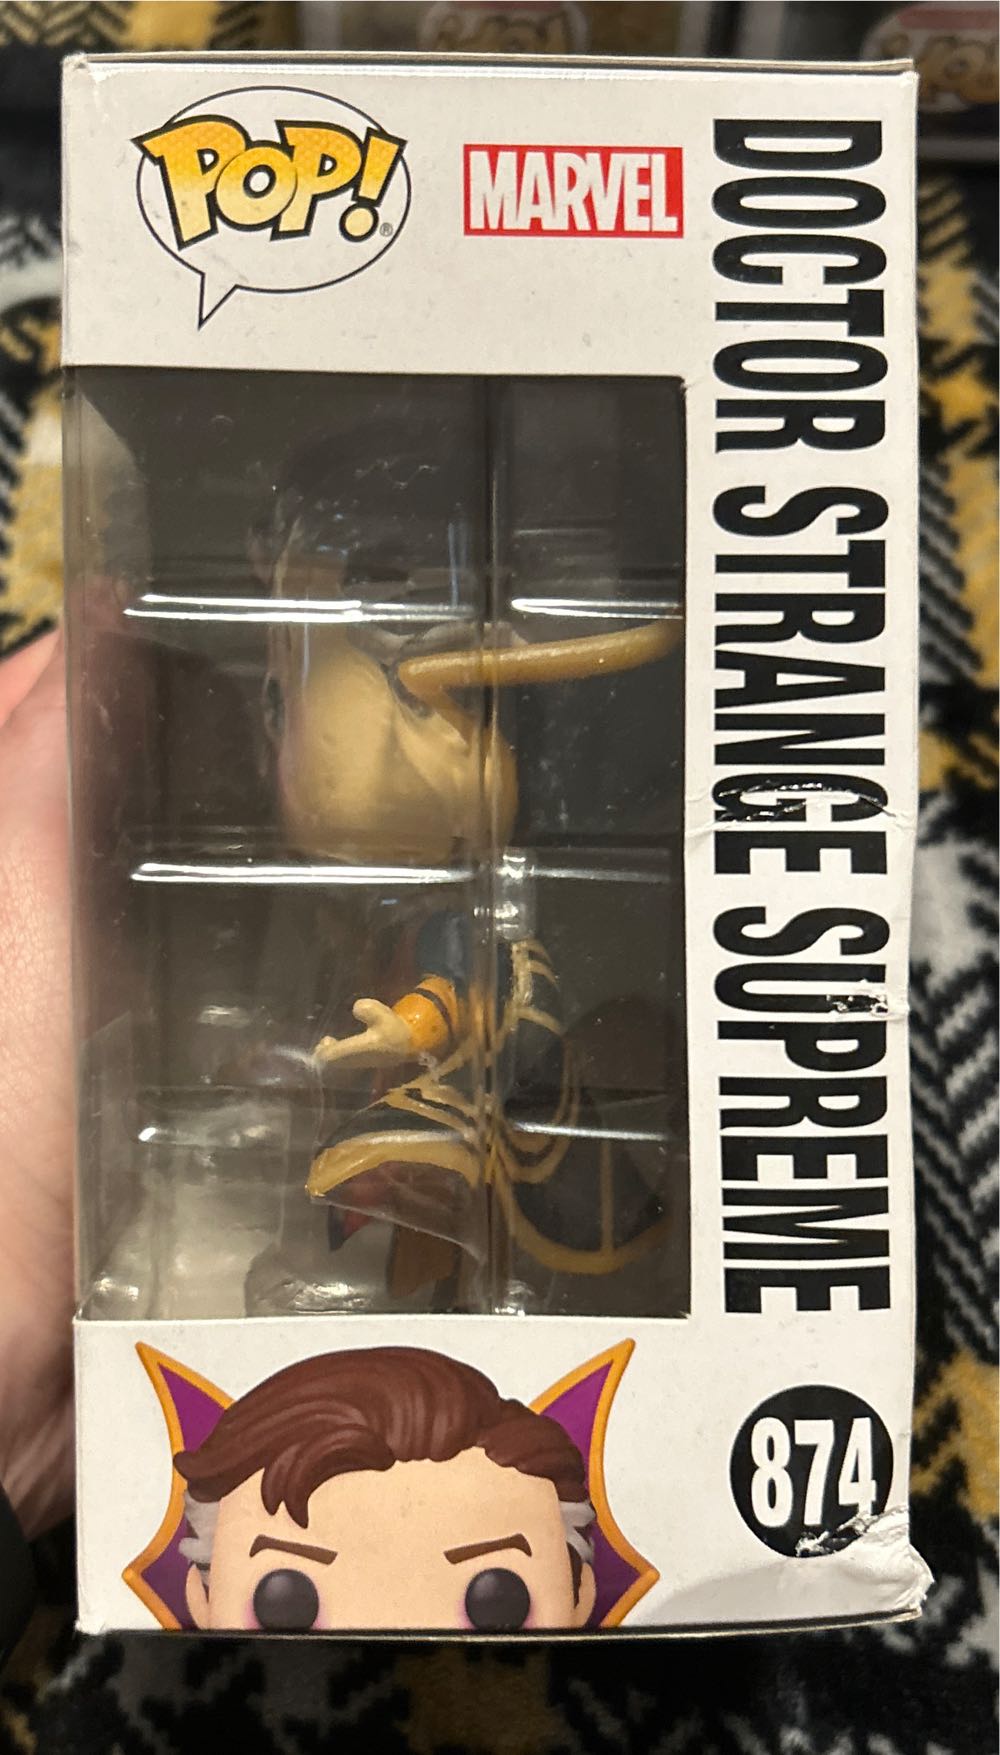 POP!
MARVEL
DOCTOR STRANGE SUPREME
874